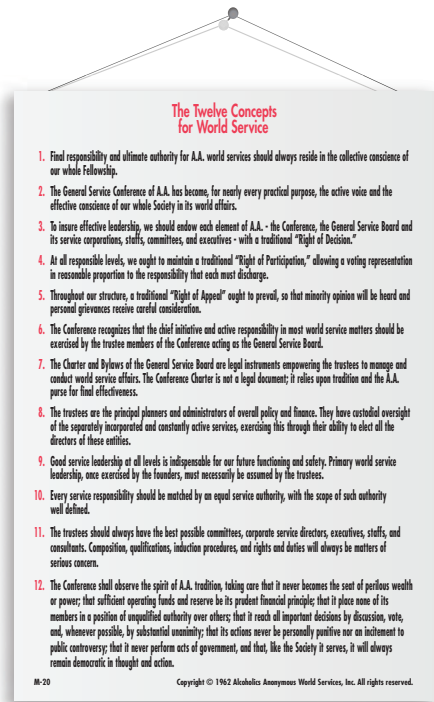 The Twelve Concepts
for World Service
1. Final responsibility and ultimate authority for A.A. world services should always reside in the collective conscience of
our whole Fellowship.
2. The General Service Conference of A.A. has become, for nearly every practical purpose, the active voice and the
effective conscience of our whole Society in its world affairs.
3. To insure effective leadership, we should endow each element of A.A. - the Conference, the General Service Board and
its service corporations, staffs, committees, and executives - with a traditional “Right of Decision.”
4. At all responsible levels, we ought to maintain a traditional “Right of Participation,” allowing a voting representation
in reasonable proportion to the responsibility that each must discharge.
5. Throughout our structure, a traditional “Right of Appeal” ought to prevail, so that minority opinion will be heard and
personal grievances receive careful consideration.
6. The Conference recognizes that the chief initiative and active responsibility in most world service matters should be
exercised by the trustee members of the Conference acting as the General Service Board.
7. The Charter and Bylaws of the General Service Board are legal instruments empowering the trustees to manage and
conduct world service affairs. The Conference Charter is not a legal document; it relies upon tradition and the A.A.
purse for final effectiveness.
8. The trustees are the principal planners and administrators of overall policy and finance. They have custodial oversight
of the separately incorporated and constantly active services, exercising this through their ability to elect all the
directors of these entities.
9. Good service leadership at all levels is indispensable for our future functioning and safety. Primary world service
leadership, once exercised by the founders, must necessarily be assumed by the trustees.
10. Every service responsibility should be matched by an equal service authority, with the scope of such authority
well defined.
11. The trustees should always have the best possible committees, corporate service directors, executives, staffs, and
consultants. Composition, qualifications, induction procedures, and rights and duties will always be matters of
serious concern.
12. The Conference shall observe the spirit of A.A. tradition, taking care that it never becomes the seat of perilous wealth
or power; that sufficient operating funds and reserve be its prudent financial principle; that it place none of its
members in a position of unqualified authority over others; that it reach all important decisions by discussion, vote,
and, whenever possible, by substantial unanimity; that its actions never be personally punitive nor an incitement to
public controversy; that it never perform acts of government, and that, like the Society it serves, it will always
remain democratic in thought and action.
M-20 Copyright © 1962 Alcoholics Anonymous World Services, Inc. All rights reserved.